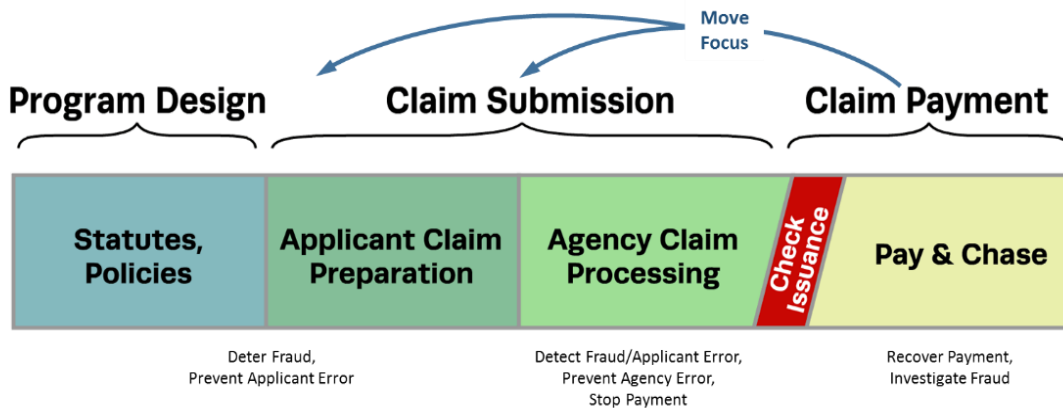 Move
Focus
Program Design
Claim Submission
Claim Payment
Statutes,
Policies
Applicant Claim
Preparation
Agency Claim
Processing
Check
Issuance
Pay & Chase
Deter Fraud,
Prevent Applicant Error
Detect Fraud/Applicant Error,
Prevent Agency Error,
Stop Payment
Recover Payment,
Investigate Fraud